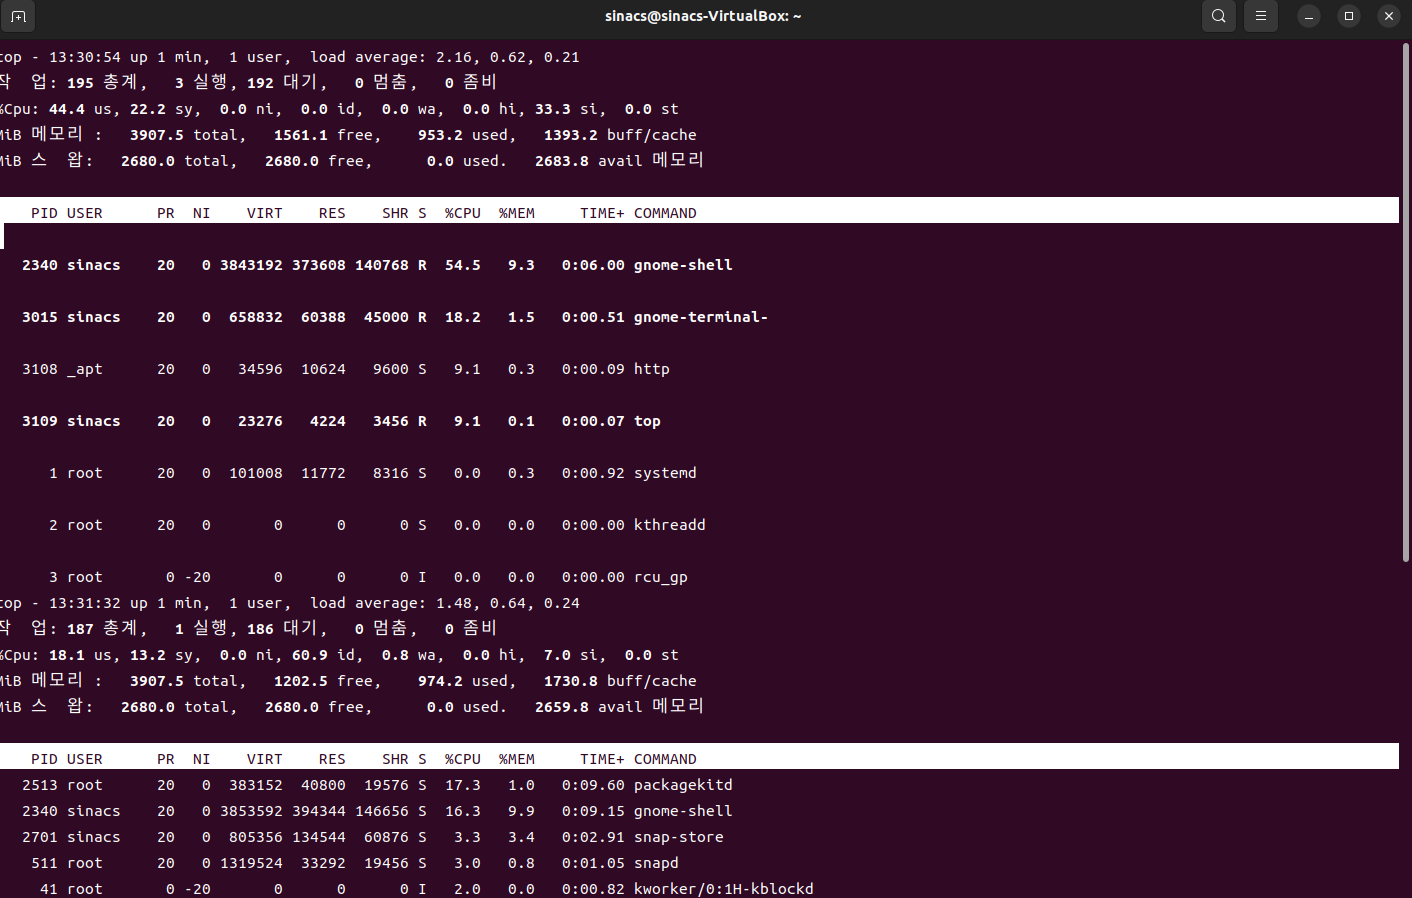 sinacs@sinacs-VirtualBox: ~
top - 13:30:54 up 1 min,  1 user,  load average: 2.16, 0.62, 0.21
작  업: 195 총계,   3 실행, 192 대기,   0 멈춤,   0 좀비
%Cpu: 44.4 us, 22.2 sy,  0.0 ni,  0.0 id,  0.0 wa,  0.0 hi, 33.3 si,  0.0 st
MiB 메모리 :   3907.5 total,   1561.1 free,    953.2 used,   1393.2 buff/cache
MiB 스  왑:   2680.0 total,   2680.0 free,      0.0 used.   2683.8 avail 메모리
PID USER      PR  NI    VIRT    RES    SHR S  %CPU  %MEM     TIME+ COMMAND
2340 sinacs    20   0 3843192 373608 140768 R  54.5   9.3   0:06.00 gnome-shell
3015 sinacs    20   0  658832  60388  45000 R  18.2   1.5   0:00.51 gnome-terminal-
3108 _apt      20   0   34596  10624   9600 S   9.1   0.3   0:00.09 http
3109 sinacs    20   0   23276   4224   3456 R   9.1   0.1   0:00.07 top
1 root      20   0  101008  11772   8316 S   0.0   0.3   0:00.92 systemd
2 root      20   0       0      0      0 S   0.0   0.0   0:00.00 kthreadd
3 root       0 -20       0      0      0 I   0.0   0.0   0:00.00 rcu_gp
top - 13:31:32 up 1 min,  1 user,  load average: 1.48, 0.64, 0.24
작  업: 187 총계,   1 실행, 186 대기,   0 멈춤,   0 좀비
%Cpu: 18.1 us, 13.2 sy,  0.0 ni, 60.9 id,  0.8 wa,  0.0 hi,  7.0 si,  0.0 st
MiB 메모리 :   3907.5 total,   1202.5 free,    974.2 used,   1730.8 buff/cache
MiB 스  왑:   2680.0 total,   2680.0 free,      0.0 used.   2659.8 avail 메모리
PID USER      PR  NI    VIRT    RES    SHR S  %CPU  %MEM     TIME+ COMMAND
2513 root      20   0  383152  40800  19576 S  17.3   1.0   0:09.60 packagekitd
2340 sinacs    20   0 3853592 394344 146656 S  16.3   9.9   0:09.15 gnome-shell
2701 sinacs    20   0  805356 134544  60876 S   3.3   3.4   0:02.91 snap-store
511 root      20   0 1319524  33292  19456 S   3.0   0.8   0:01.05 snapd
41 root       0 -20       0      0      0 I   2.0   0.0   0:00.82 kworker/0:1H-kblockd